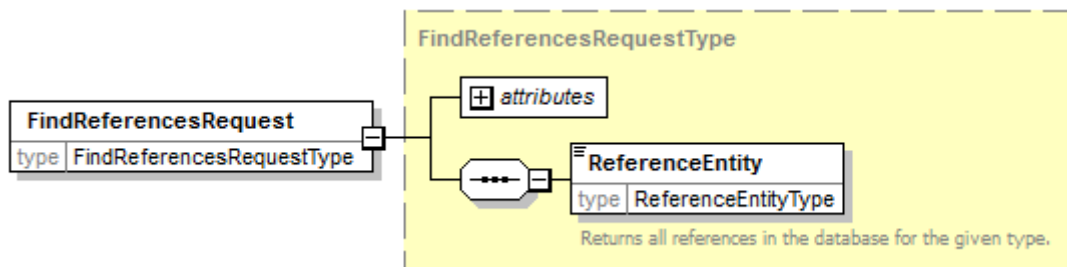 FindReferencesRequestType
attributes
FindReferencesRequest
type FindReferencesRequestType
ReferenceEntity
type ReferenceEntityType
Returns all references in the database for the given type.